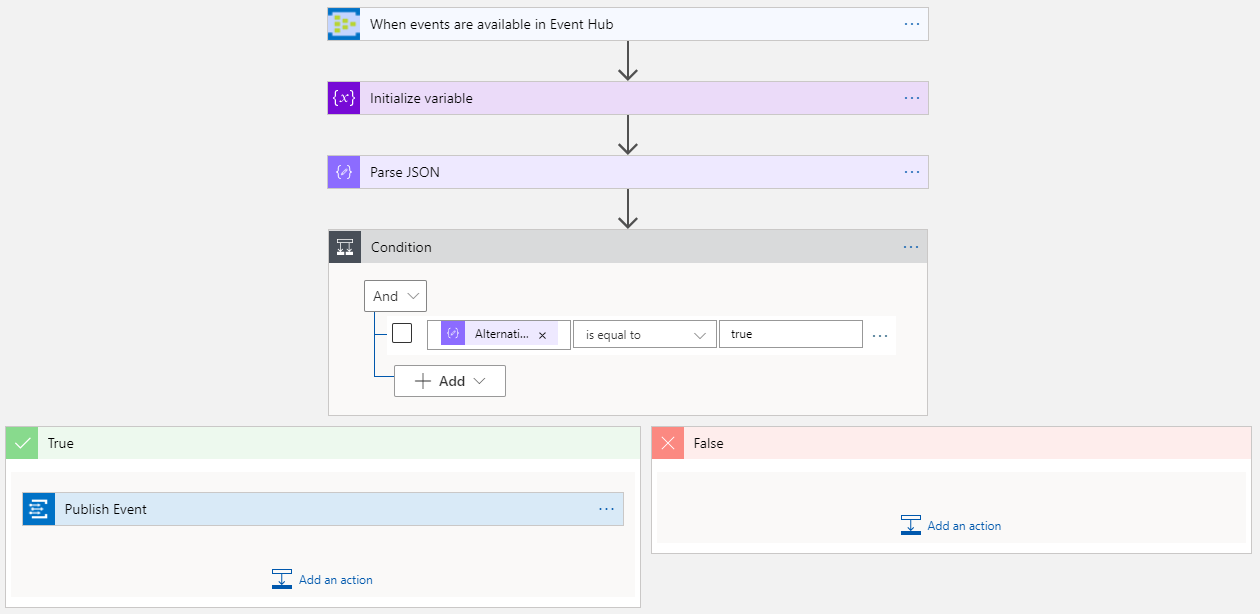 When events are available in Event Hub
{x} Initialize variable
Parse JSON
Condition
And
Alternati... × is equal to true
+ Add
True
False
Publish Event
Add an action
Add an action